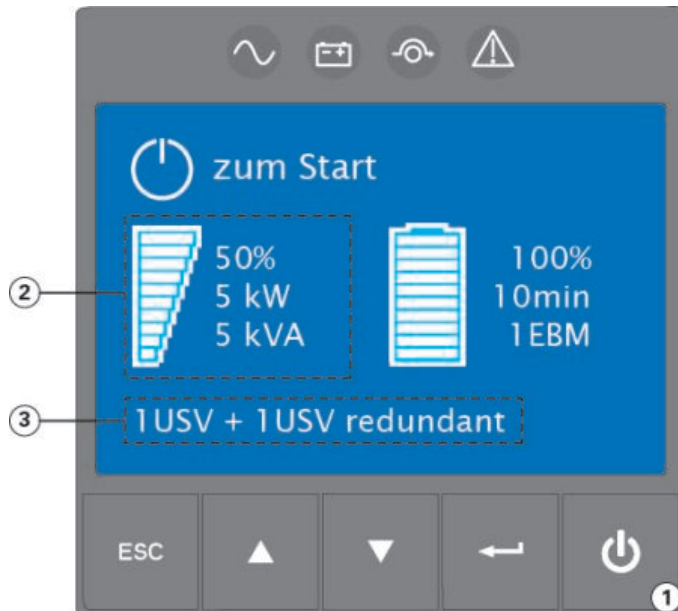 zum Start
50%
5 kW
5 kVA
100%
10min
1EBM
2
3
1USV + 1USV redundant
ESC
1